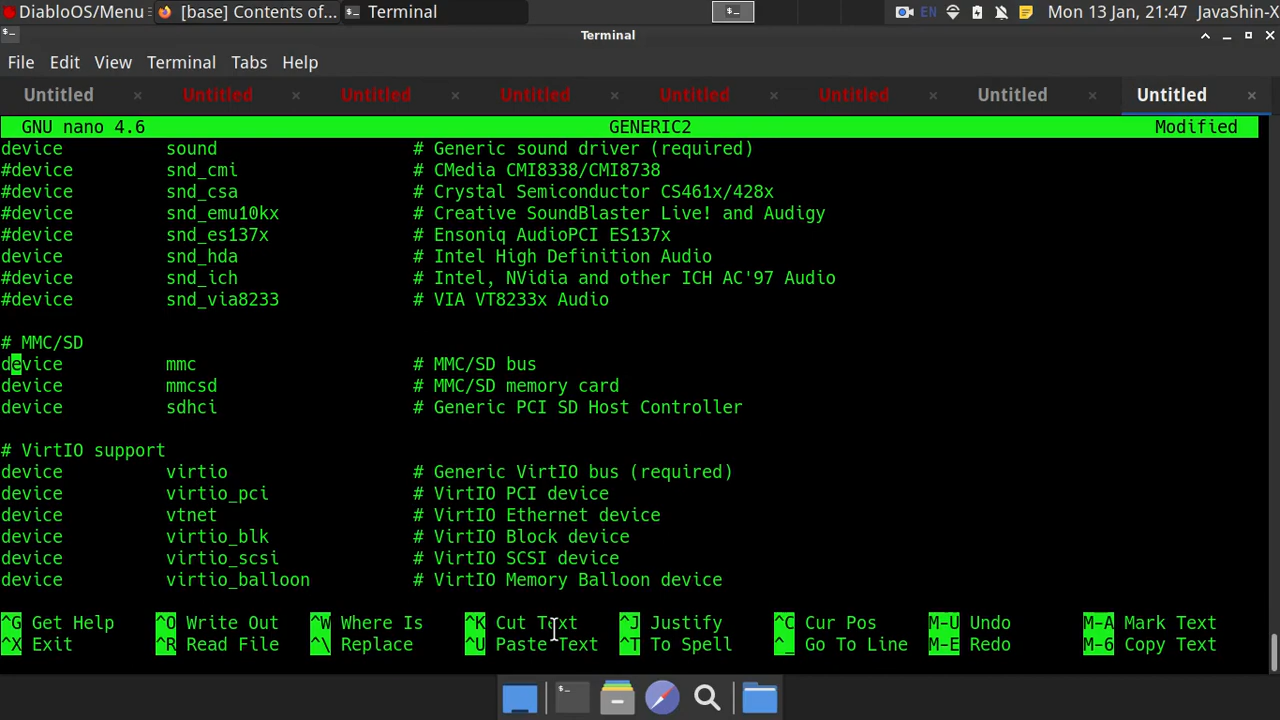 DiabloOS/Menu [base] Contents of... Terminal EN Mon 13 Jan, 21:47 JavaShin-X
Terminal
File Edit View Terminal Tabs Help
Untitled × Untitled × Untitled × Untitled × Untitled × Untitled × Untitled × Untitled ×
GNU nano 4.6 GENERIC2 Modified
device sound # Generic sound driver (required)
#device snd_cmi # CMedia CMI8338/CMI8738
#device snd_csa # Crystal Semiconductor CS461x/428x
#device snd_emu10kx # Creative SoundBlaster Live! and Audigy
#device snd_es137x # Ensoniq AudioPCI ES137x
device snd_hda # Intel High Definition Audio
#device snd_ich # Intel, NVidia and other ICH AC'97 Audio
#device snd_via8233 # VIA VT8233x Audio
# MMC/SD
device mmc # MMC/SD bus
device mmcsd # MMC/SD memory card
device sdhci # Generic PCI SD Host Controller
# VirtIO support
device virtio # Generic VirtIO bus (required)
device virtio_pci # VirtIO PCI device
device vtnet # VirtIO Ethernet device
device virtio_blk # VirtIO Block device
device virtio_scsi # VirtIO SCSI device
device virtio_balloon # VirtIO Memory Balloon device
^G Get Help ^O Write Out ^W Where Is ^K Cut Text ^J Justify ^C Cur Pos M-U Undo M-A Mark Text
^X Exit ^R Read File ^\ Replace ^U Paste Text ^T To Spell ^_ Go To Line M-E Redo M-6 Copy Text